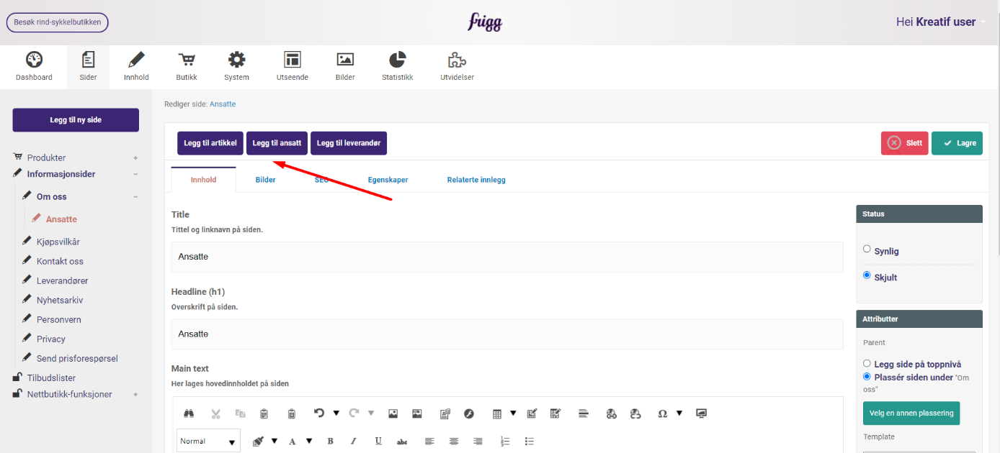 Besøk rind-sykkelbutikken
frigg
Hei Kreatif user
Dashboard
Sider
Innhold
Butikk
System
Utseende
Bilder
Statistikk
Utvidelser
Legg til ny side
Produkter
Informasjonsider
Om oss
Ansatte
Kjøpsvilkår
Kontakt oss
Leverandører
Nyhetsarkiv
Personvern
Privacy
Send prisforespørsel
Tilbudslister
Nettbutikk-funksjoner
Rediger side: Ansatte
Legg til artikkel
Legg til ansatt
Legg til leverandør
Slett
Lagre
Innhold
Bilder
SEO
Egenskaper
Relaterte innlegg
Title
Tittel og linknavn på siden.
Ansatte
Headline (h1)
Overskrift på siden.
Ansatte
Main text
Her lages hovedinnholdet på siden
Normal
A
B
I
U
abc
Status
Synlig
Skjult
Attributter
Parent
Legg side på toppnivå
Plassér siden under "Om
oss"
Velg en annen plassering
Template